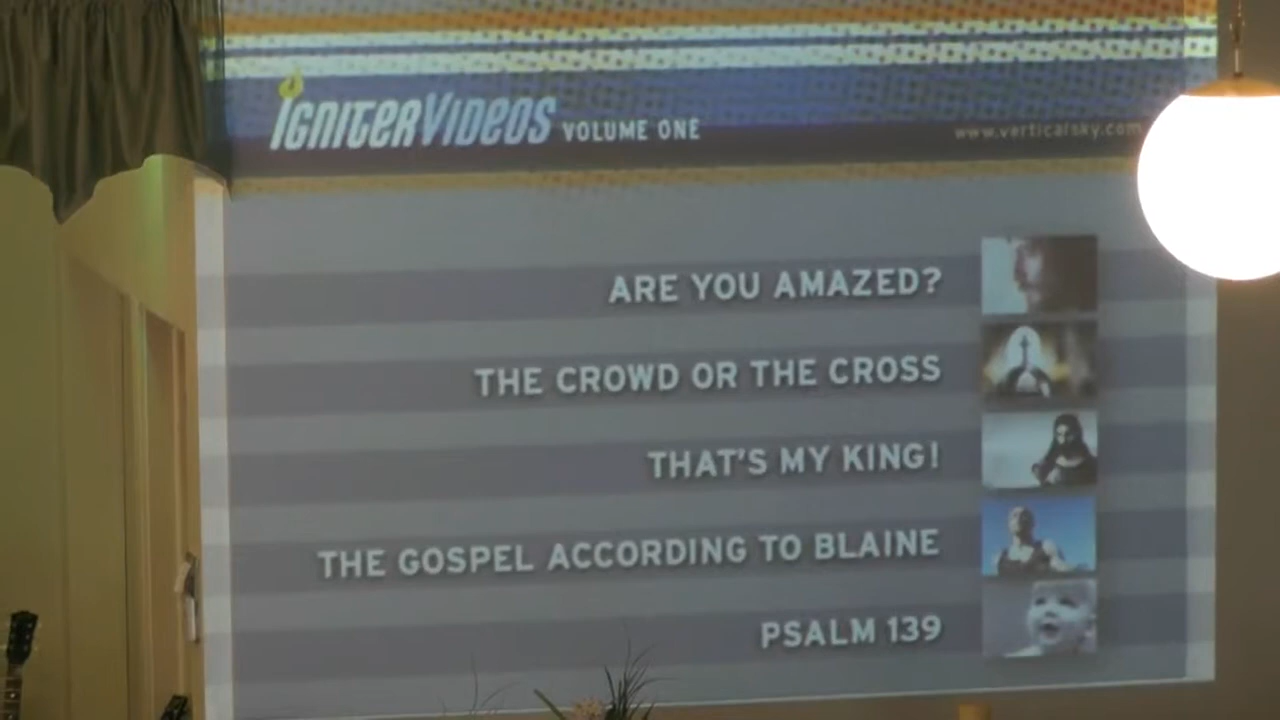 IGNITERVIDEOS VOLUME ONE
www.verticalsky.com
ARE YOU AMAZED?
THE CROWD OR THE CROSS
THAT'S MY KING!
THE GOSPEL ACCORDING TO BLAINE
PSALM 139